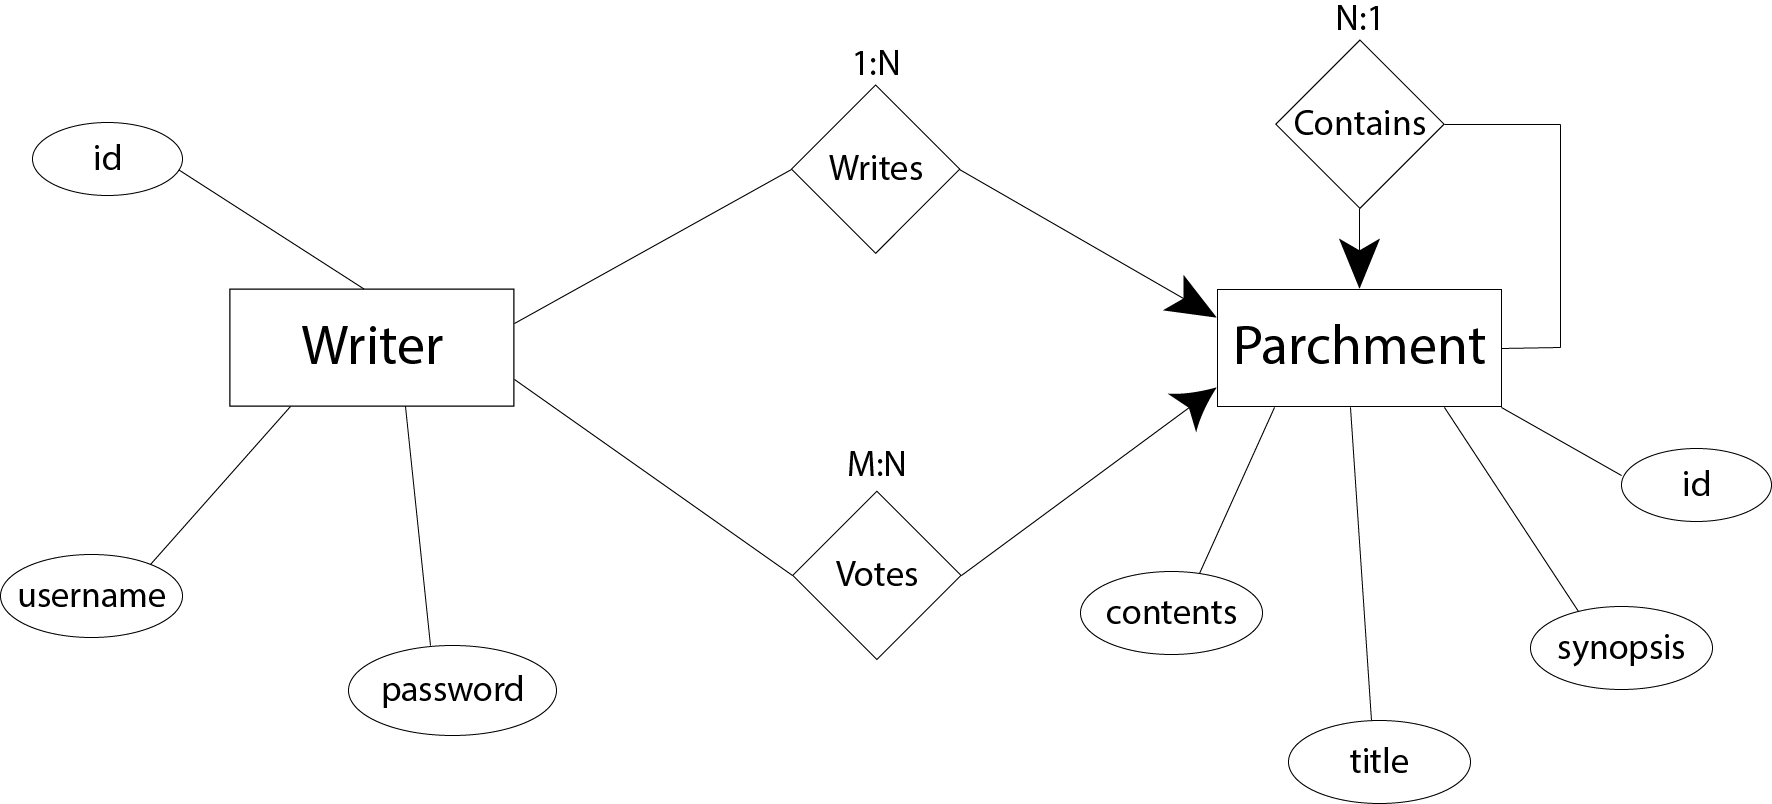 N:1
Contains
1:N
Writes
id
Writer
Parchment
M:N
Votes
id
username
contents
synopsis
password
title